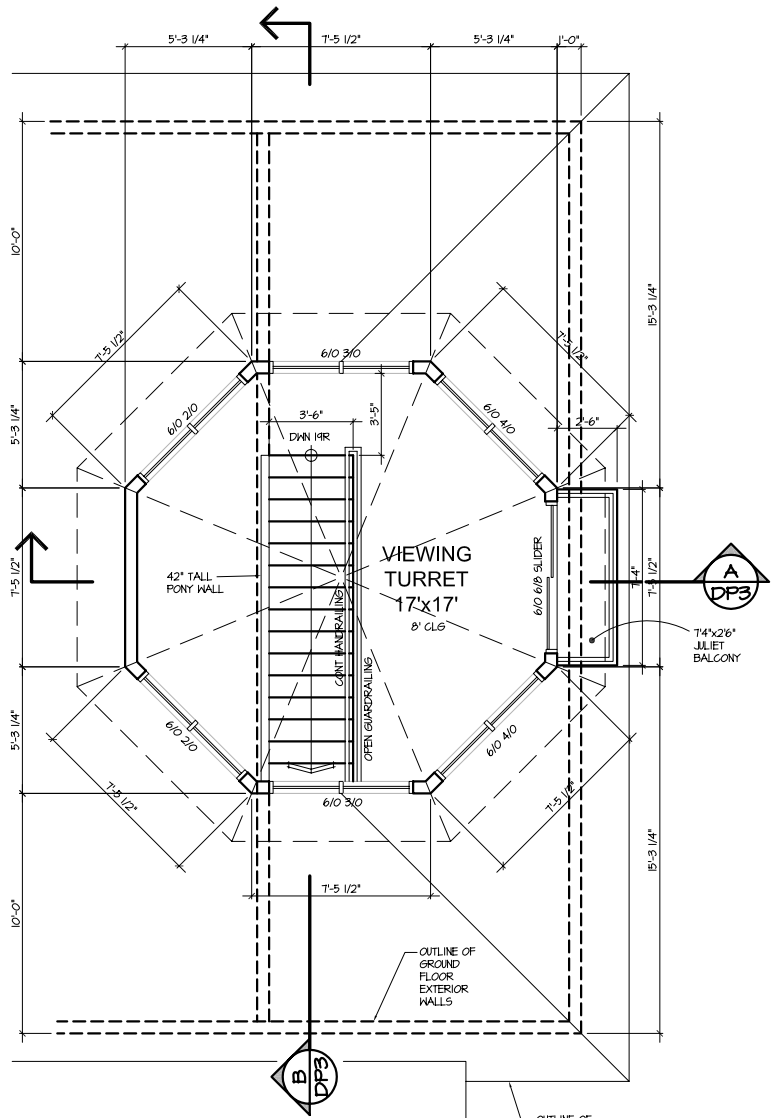 5'-3 1/4"
7'-5 1/2"
5'-3 1/4"
1'-0"
10'-0"
15'-3 1/4"
7'-5 1/2"
7'-5 1/2"
6/0 3/0
5'-3 1/4"
6/0 2/0
3'-6"
3'-5"
6/0 4/0
2'-6"
DWN 19R
7'-5 1/2"
42" TALL
PONY WALL
CONT HANDRAILING
OPEN GUARDRAILING
VIEWING
TURRET
17'x17'
8' CLG
6/0 6/8 SLIDER
7'-4"
7'-5 1/2"
A
DP3
7'4"x2'6"
JULIET
BALCONY
5'-3 1/4"
6/0 2/0
6/0 4/0
7'-5 1/2"
6/0 3/0
7'-5 1/2"
7'-5 1/2"
10'-0"
15'-3 1/4"
OUTLINE OF
GROUND
FLOOR
EXTERIOR
WALLS
B
DP3
OUTLINE OF